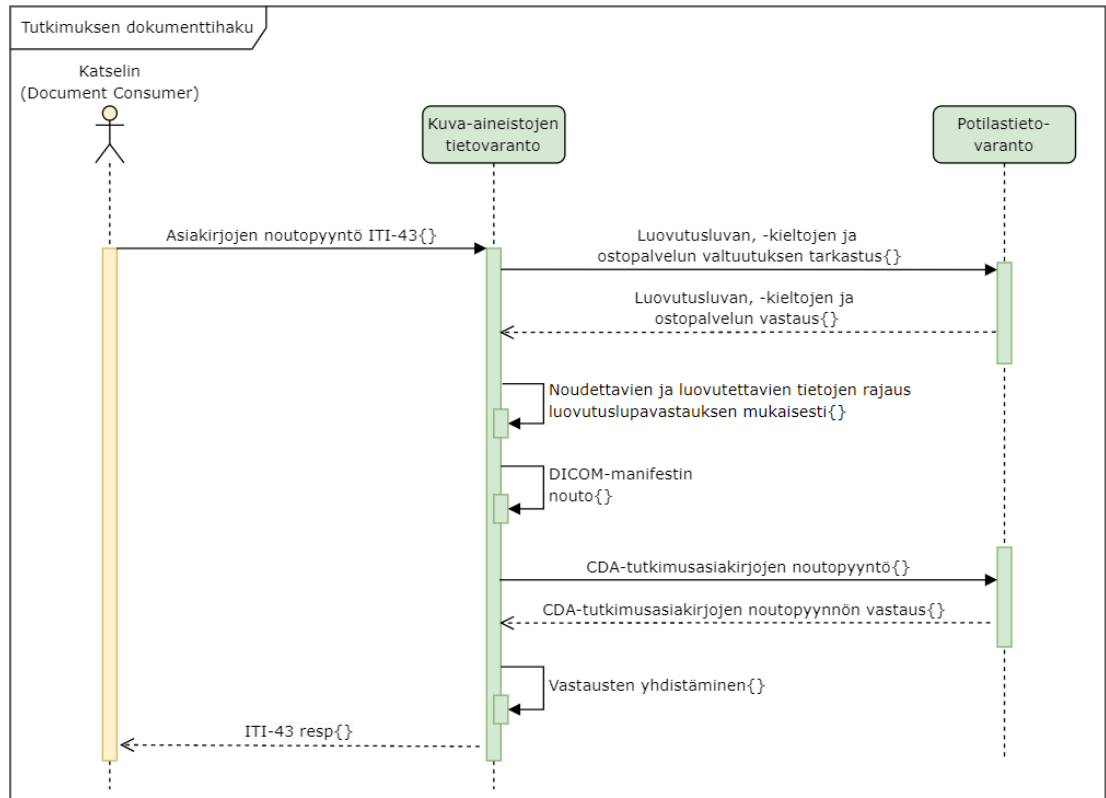 Tutkimuksen dokumenttihaku
Katselin
(Document Consumer)
Kuva-aineistojen
tietovaranto
Potilastieto-
varanto
Asiakirjojen noutopyyntö ITI-43{}
Luovutusluvan, -kieltojen ja
ostopalvelun valtuutuksen tarkastus{}
Luovutusluvan, -kieltojen ja
ostopalvelun vastaus{}
Noudettavien ja luovutettavien tietojen rajaus
luovutuslupavastauksen mukaisesti{}
DICOM-manifestin
nouto{}
CDA-tutkimusasiakirjojen noutopyyntö{}
CDA-tutkimusasiakirjojen noutopyynnön vastaus{}
Vastausten yhdistäminen{}
ITI-43 resp{}